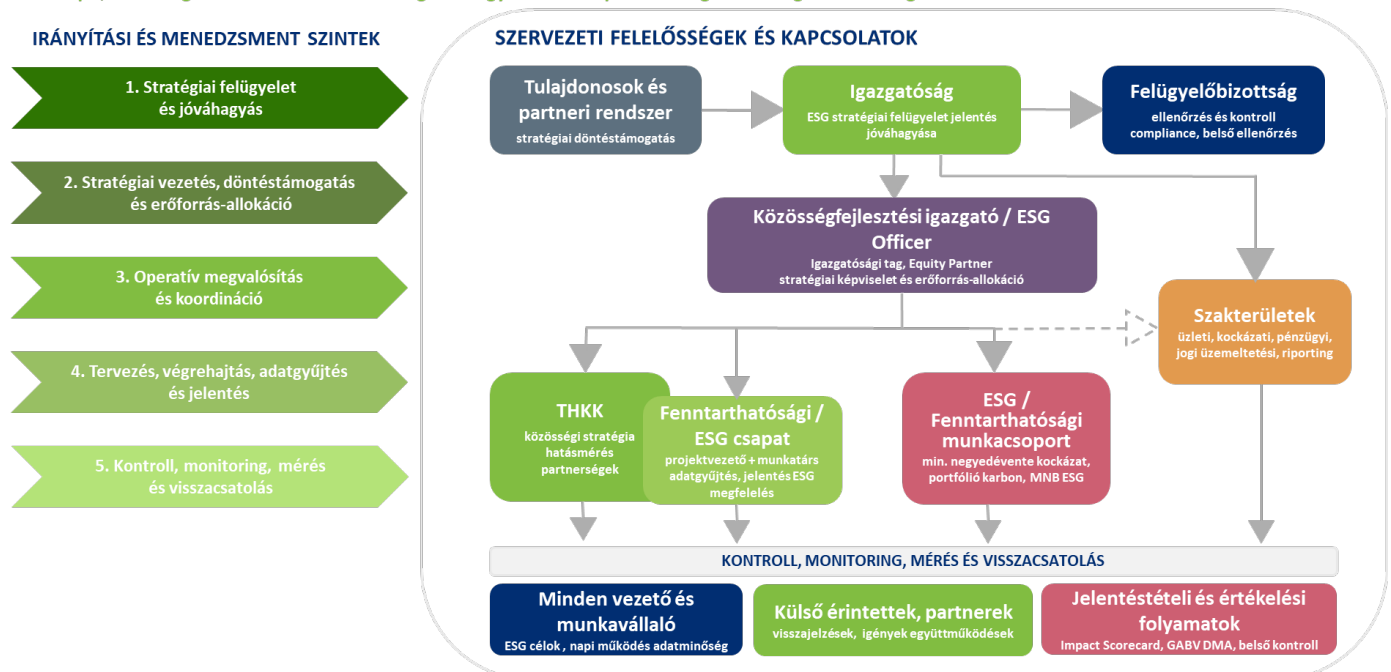 IRÁNYÍTÁSI ÉS MENEDZSMENT SZINTEK
1. Stratégiai felügyelet
és jóváhagyás
2. Stratégiai vezetés, döntéstámogatás
és erőforrás-allokáció
3. Operatív megvalósítás
és koordináció
4. Tervezés, végrehajtás, adatgyűjtés
és jelentés
5. Kontroll, monitoring, mérés
és visszacsatolás
SZERVEZETI FELELŐSSÉGEK ÉS KAPCSOLATOK
Tulajdonosok és
partneri rendszer
stratégiai döntéstámogatás
Igazgatóság
ESG stratégiai felügyelet jelentés
jóváhagyása
Felügyelőbizottság
ellenőrzés és kontroll
compliance, belső ellenőrzés
Közösségfejlesztési igazgató / ESG
Officer
Igazgatósági tag, Equity Partner
stratégiai képviselet és erőforrás-allokáció
Szakterületek
üzleti, kockázati, pénzügyi,
jogi üzemeltetési, riporting
THKK
közösségi stratégia
hatásmérés
partnerségek
Fenntarthatósági /
ESG csapat
projektvezető + munkatárs
adatgyűjtés, jelentés ESG
megfelelés
ESG /
Fenntarthatósági
munkacsoport
min. negyedévente kockázat,
portfólió karbon, MNB ESG
KONTROLL, MONITORING, MÉRÉS ÉS VISSZACSATOLÁS
Minden vezető és
munkavállaló
ESG célok , napi működés adatminőség
Külső érintettek, partnerek
visszajelzések, igények együttműködések
Jelentéstételi és értékelési
folyamatok
Impact Scorecard, GABV DMA, belső kontroll